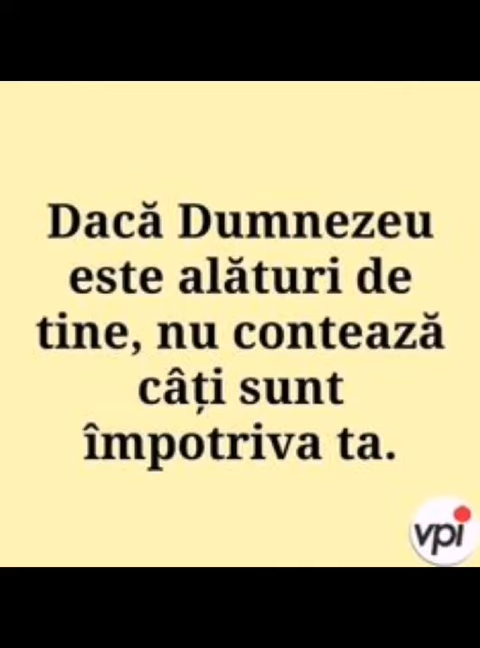 Dacă Dumnezeu
este alături de
tine, nu contează
câți sunt
împotriva ta.
vpi